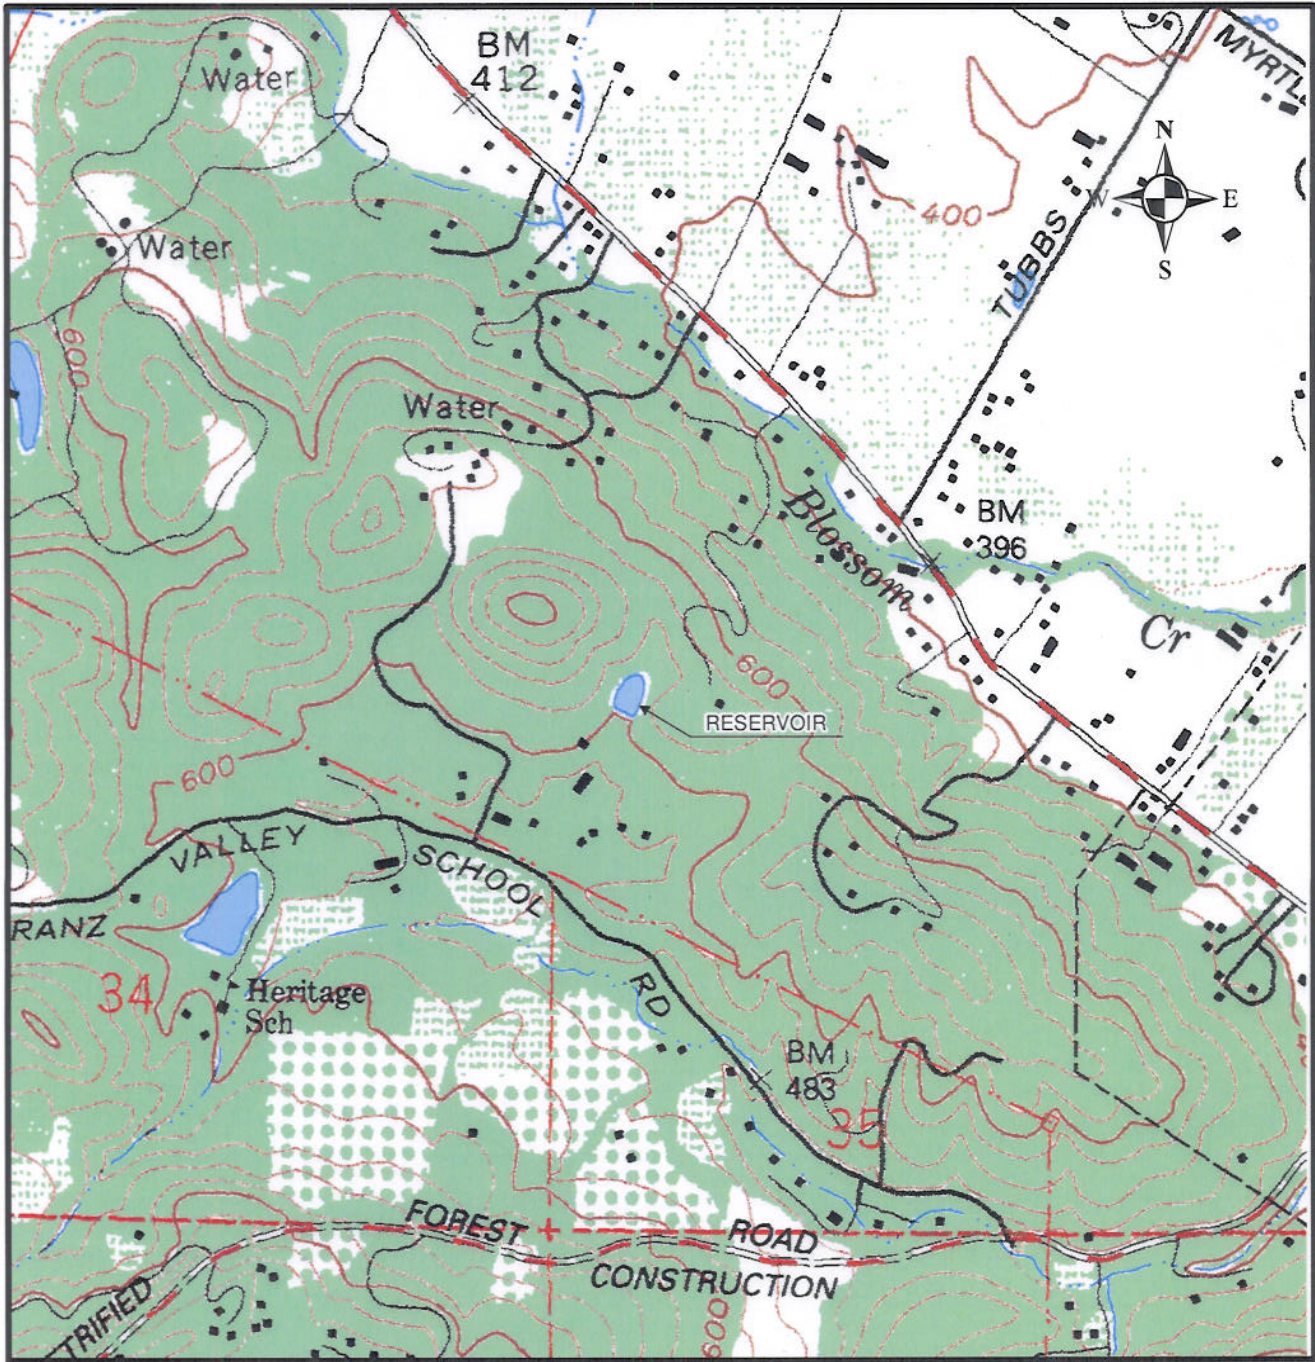 BM
412
MYRTL
Water
N
W
E
S
400
TUBBS
Water
600
Water
Blossom
BM
396
Cr
600
RESERVOIR
600
VALLEY
SCHOOL
RANZ
34
Heritage
Sch
RD
BM
483
35
FOREST
ROAD
CONSTRUCTION
TRIFIED
600